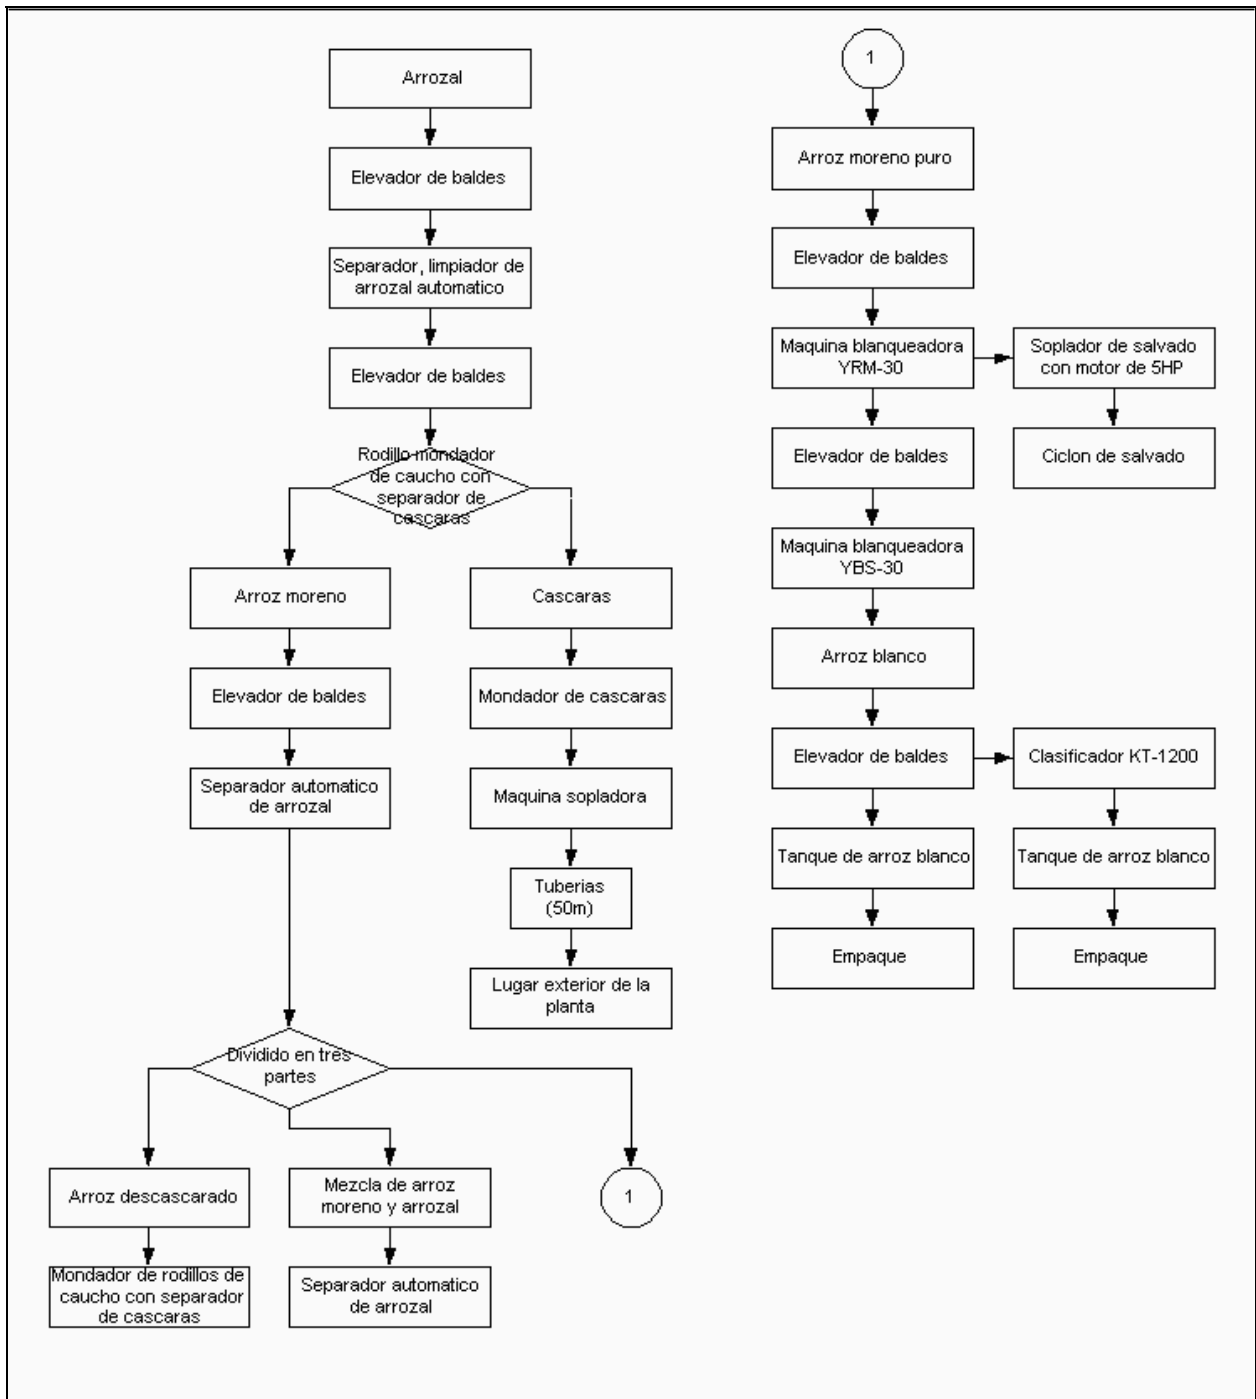 Arrozal
Elevador de baldes
Separador, limpiador de
arrozal automatico
Elevador de baldes
Rodillo mondador
de caucho con
separador de
cascaras
Arroz moreno
Cascaras
Elevador de baldes
Mondador de cascaras
Separador automatico
de arrozal
Maquina sopladora
Tuberias
(50m)
Lugar exterior de la
planta
Dividido en tres
partes
Arroz descascarado
Mezcla de arroz
moreno y arrozal
1
Mondador de rodillos de
caucho con separador
de cascaras
Separador automatico
de arrozal
1
Arroz moreno puro
Elevador de baldes
Maquina blanqueadora
YRM-30
Soplador de salvado
con motor de 5HP
Elevador de baldes
Ciclon de salvado
Maquina blanqueadora
YBS-30
Arroz blanco
Elevador de baldes
Clasificador KT-1200
Tanque de arroz blanco
Tanque de arroz blanco
Empaque
Empaque